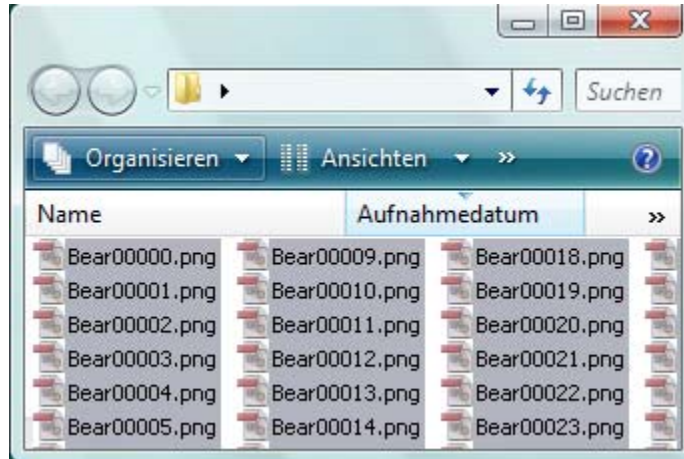 Suchen
Organisieren Ansichten »
Name Aufnahmedatum »
Bear00000.png Bear00009.png Bear00018.png
Bear00001.png Bear00010.png Bear00019.png
Bear00002.png Bear00011.png Bear00020.png
Bear00003.png Bear00012.png Bear00021.png
Bear00004.png Bear00013.png Bear00022.png
Bear00005.png Bear00014.png Bear00023.png